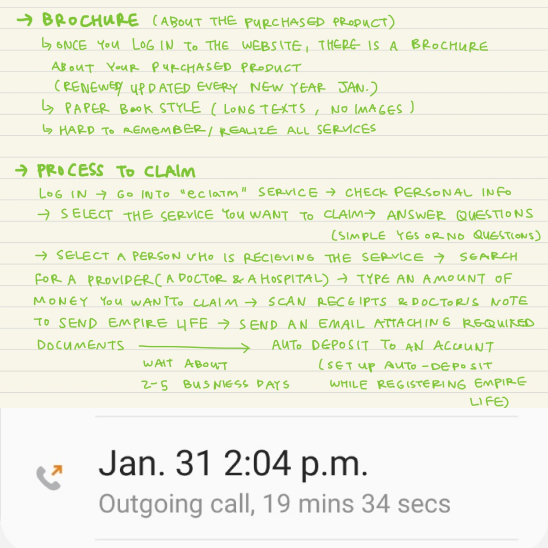 → BROCHURE (ABOUT THE PURCHASED PRODUCT)
↳ ONCE YOU LOG IN TO THE WEBSITE, THERE IS A BROCHURE
ABOUT YOUR PURCHASED PRODUCT
(RENEWED/ UPDATED EVERY NEW YEAR JAN.)
↳ PAPER BOOK STYLE (LONG TEXTS, NO IMAGES)
↳ HARD TO REMEMBER/ REALIZE ALL SERVICES
→ PROCESS TO CLAIM
LOG IN → GO INTO "eclaim" SERVICE → CHECK PERSONAL INFO
→ SELECT THE SERVICE YOU WANT TO CLAIM → ANSWER QUESTIONS
(SIMPLE YES OR NO QUESTIONS)
→ SELECT A PERSON WHO IS RECIEVING THE SERVICE → SEARCH
FOR A PROVIDER (A DOCTOR & A HOSPITAL) → TYPE AN AMOUNT OF
MONEY YOU WANT TO CLAIM → SCAN RECEIPTS & DOCTOR'S NOTE
TO SEND EMPIRE LIFE → SEND AN EMAIL ATTACHING REQUIRED
DOCUMENTS → AUTO DEPOSIT TO AN ACCOUNT
WAIT ABOUT (SET UP AUTO-DEPOSIT
2-5 BUSNIESS DAYS WHILE REGISTERING EMPIRE
LIFE)
Jan. 31 2:04 p.m.
Outgoing call, 19 mins 34 secs